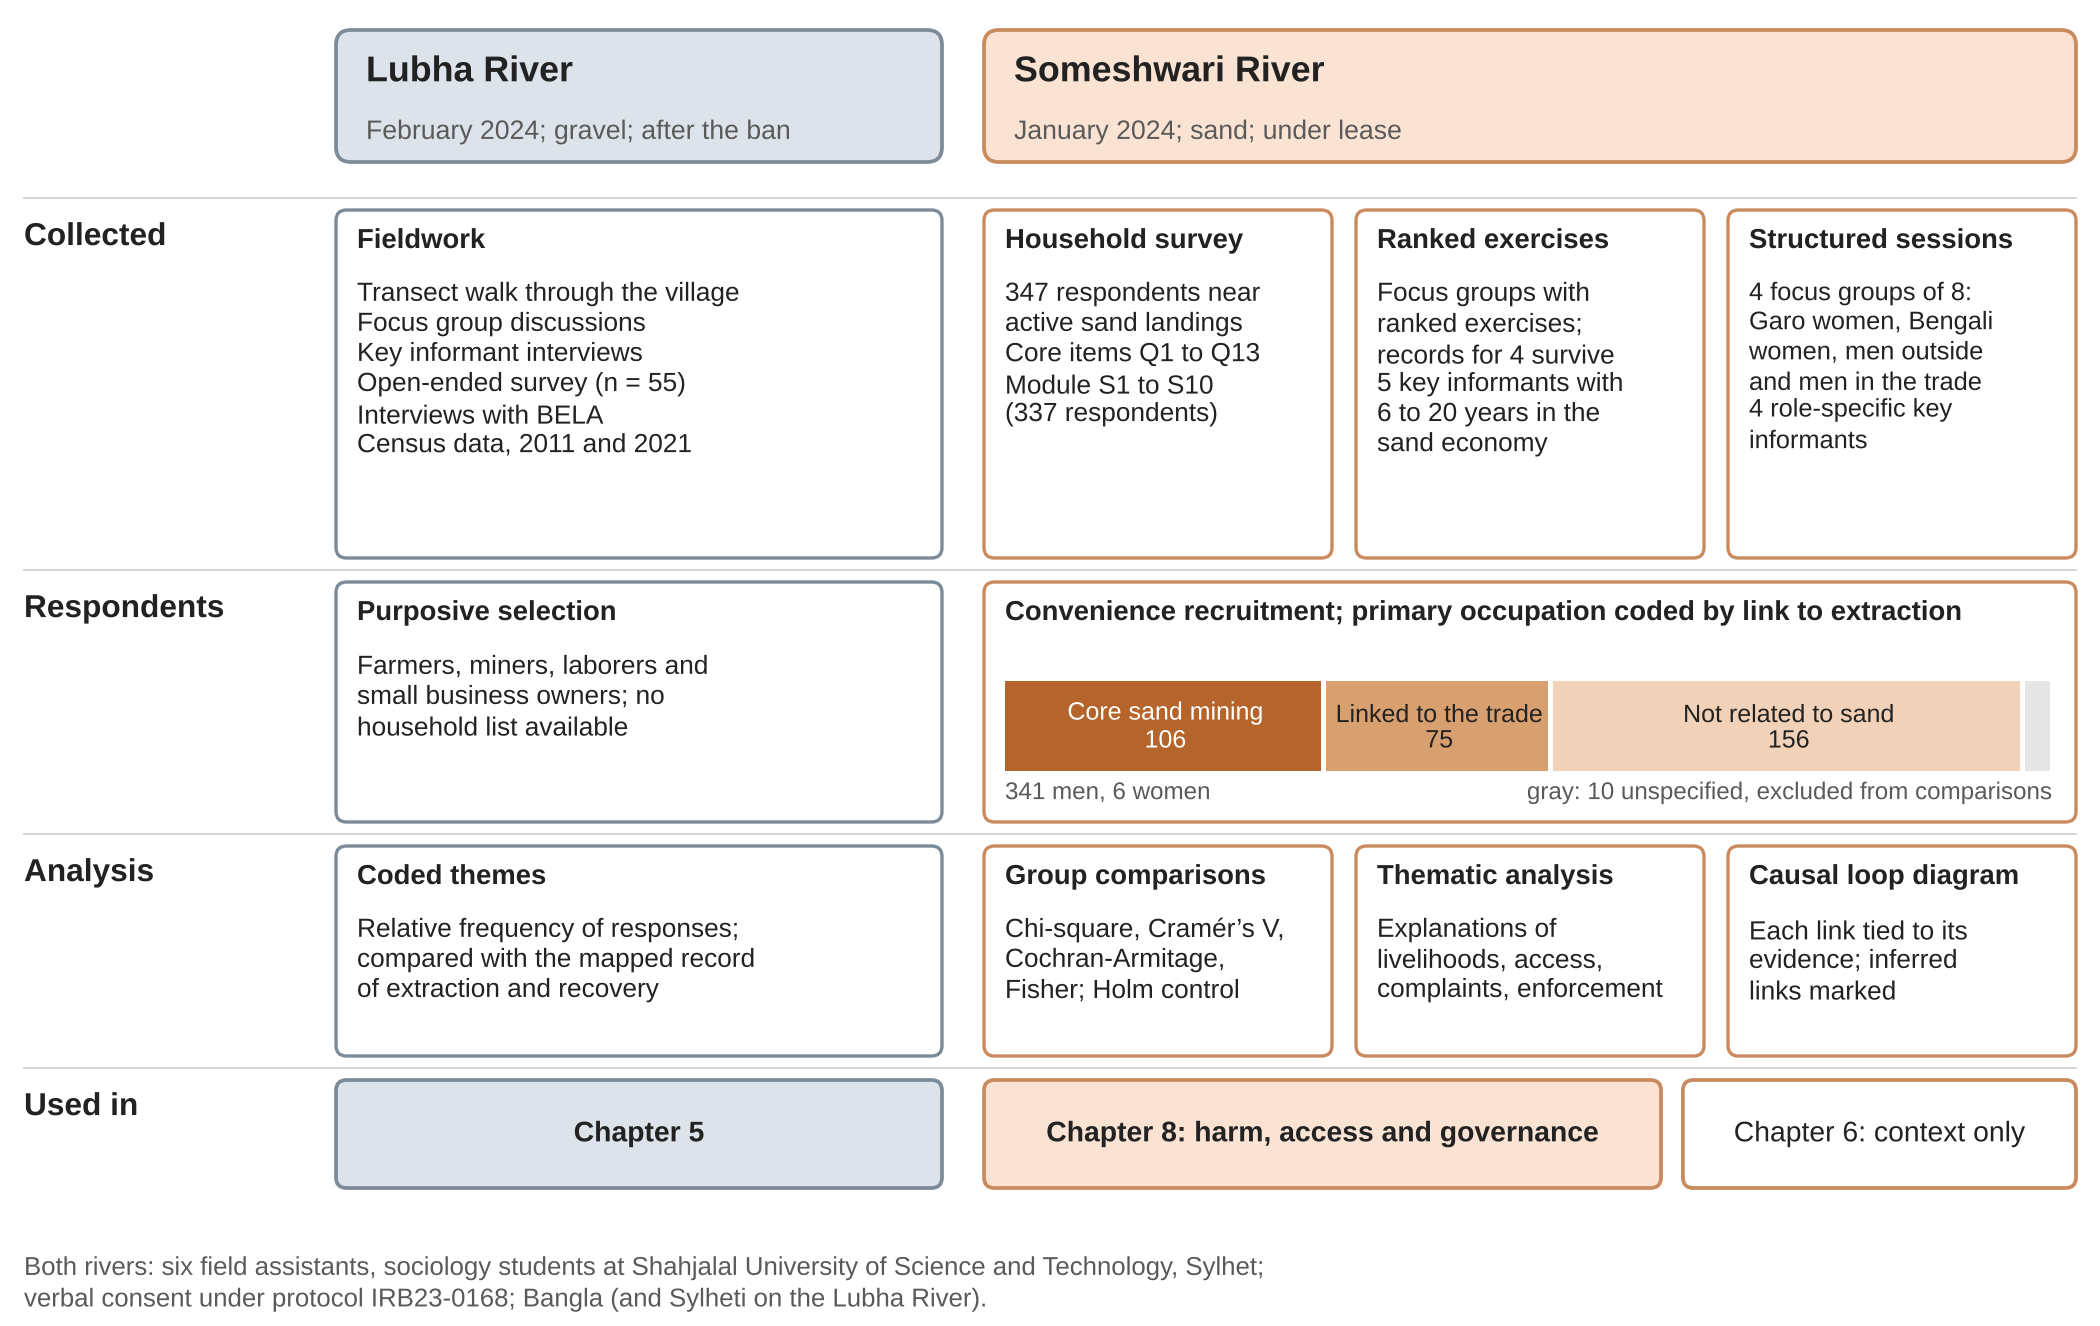 Lubha River
February 2024; gravel; after the ban
Someshwari River
January 2024; sand; under lease
Collected
Fieldwork
Transect walk through the village
Focus group discussions
Key informant interviews
Open-ended survey (n = 55)
Interviews with BELA
Census data, 2011 and 2021
Household survey
347 respondents near
active sand landings
Core items Q1 to Q13
Module S1 to S10
(337 respondents)
Ranked exercises
Focus groups with
ranked exercises;
records for 4 survive
5 key informants with
6 to 20 years in the
sand economy
Structured sessions
4 focus groups of 8:
Garo women, Bengali
women, men outside
and men in the trade
4 role-specific key
informants
Respondents
Purposive selection
Farmers, miners, laborers and
small business owners; no
household list available
Convenience recruitment; primary occupation coded by link to extraction
Core sand mining
106
Linked to the trade
75
Not related to sand
156
341 men, 6 women
gray: 10 unspecified, excluded from comparisons
Analysis
Coded themes
Relative frequency of responses;
compared with the mapped record
of extraction and recovery
Group comparisons
Chi-square, Cramér’s V,
Cochran-Armitage,
Fisher; Holm control
Thematic analysis
Explanations of
livelihoods, access,
complaints, enforcement
Causal loop diagram
Each link tied to its
evidence; inferred
links marked
Used in
Chapter 5
Chapter 8: harm, access and governance
Chapter 6: context only
Both rivers: six field assistants, sociology students at Shahjalal University of Science and Technology, Sylhet;
verbal consent under protocol IRB23-0168; Bangla (and Sylheti on the Lubha River).